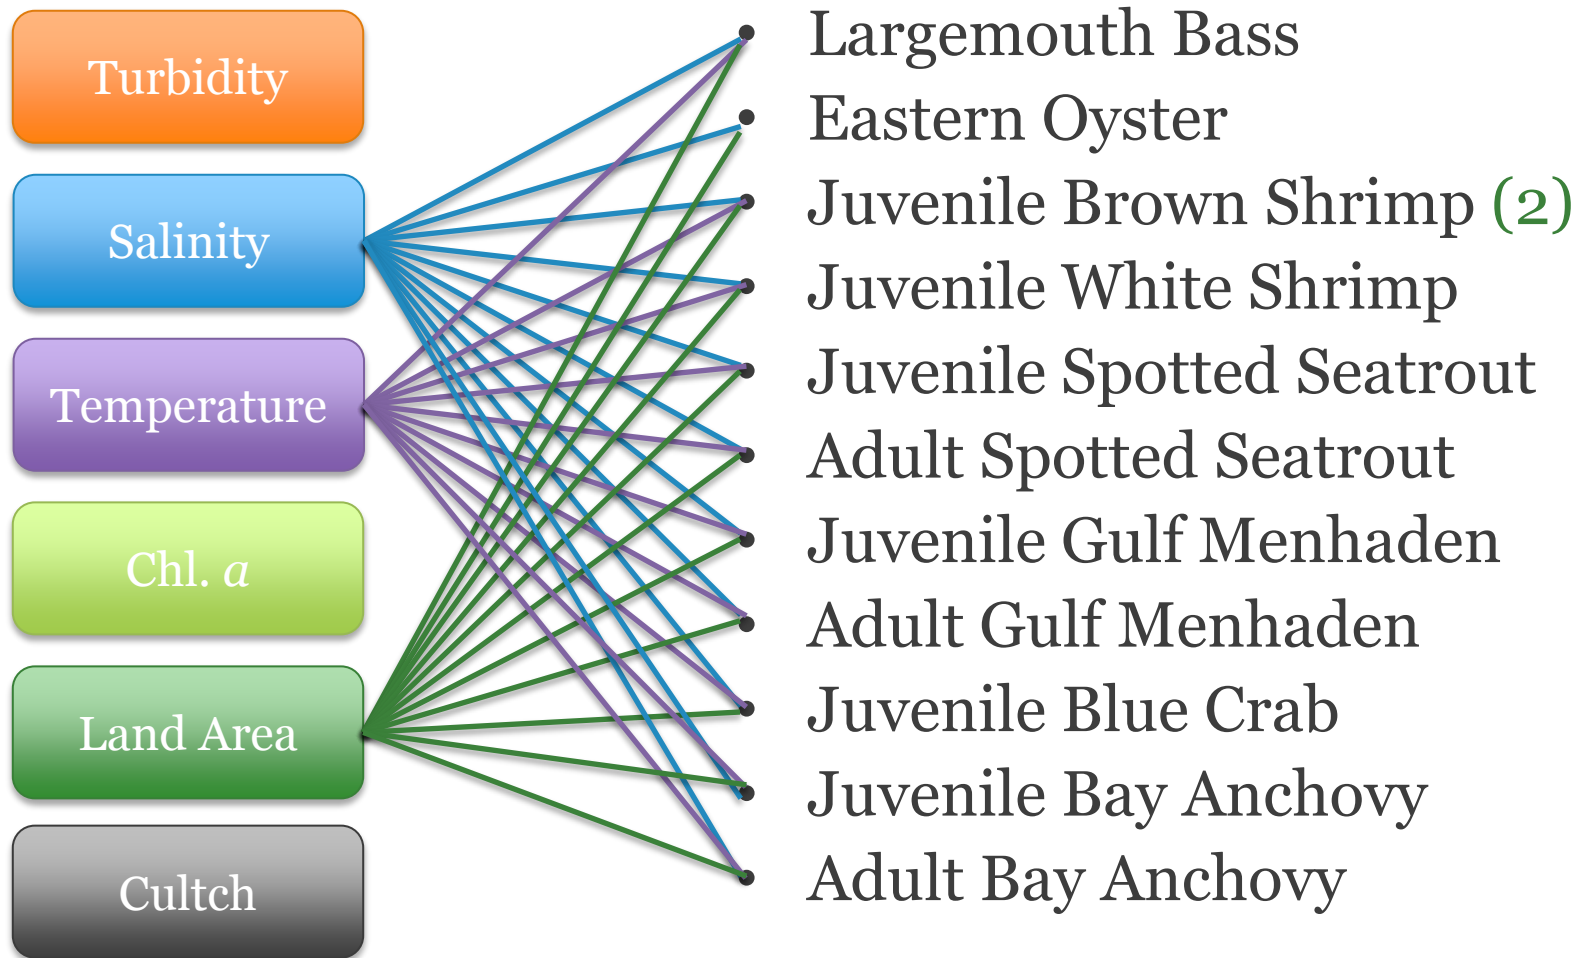 Turbidity
Salinity
Temperature
Chl. a
Land Area
Cultch
Largemouth Bass
Eastern Oyster
Juvenile Brown Shrimp (2)
Juvenile White Shrimp
Juvenile Spotted Seatrout
Adult Spotted Seatrout
Juvenile Gulf Menhaden
Adult Gulf Menhaden
Juvenile Blue Crab
Juvenile Bay Anchovy
Adult Bay Anchovy